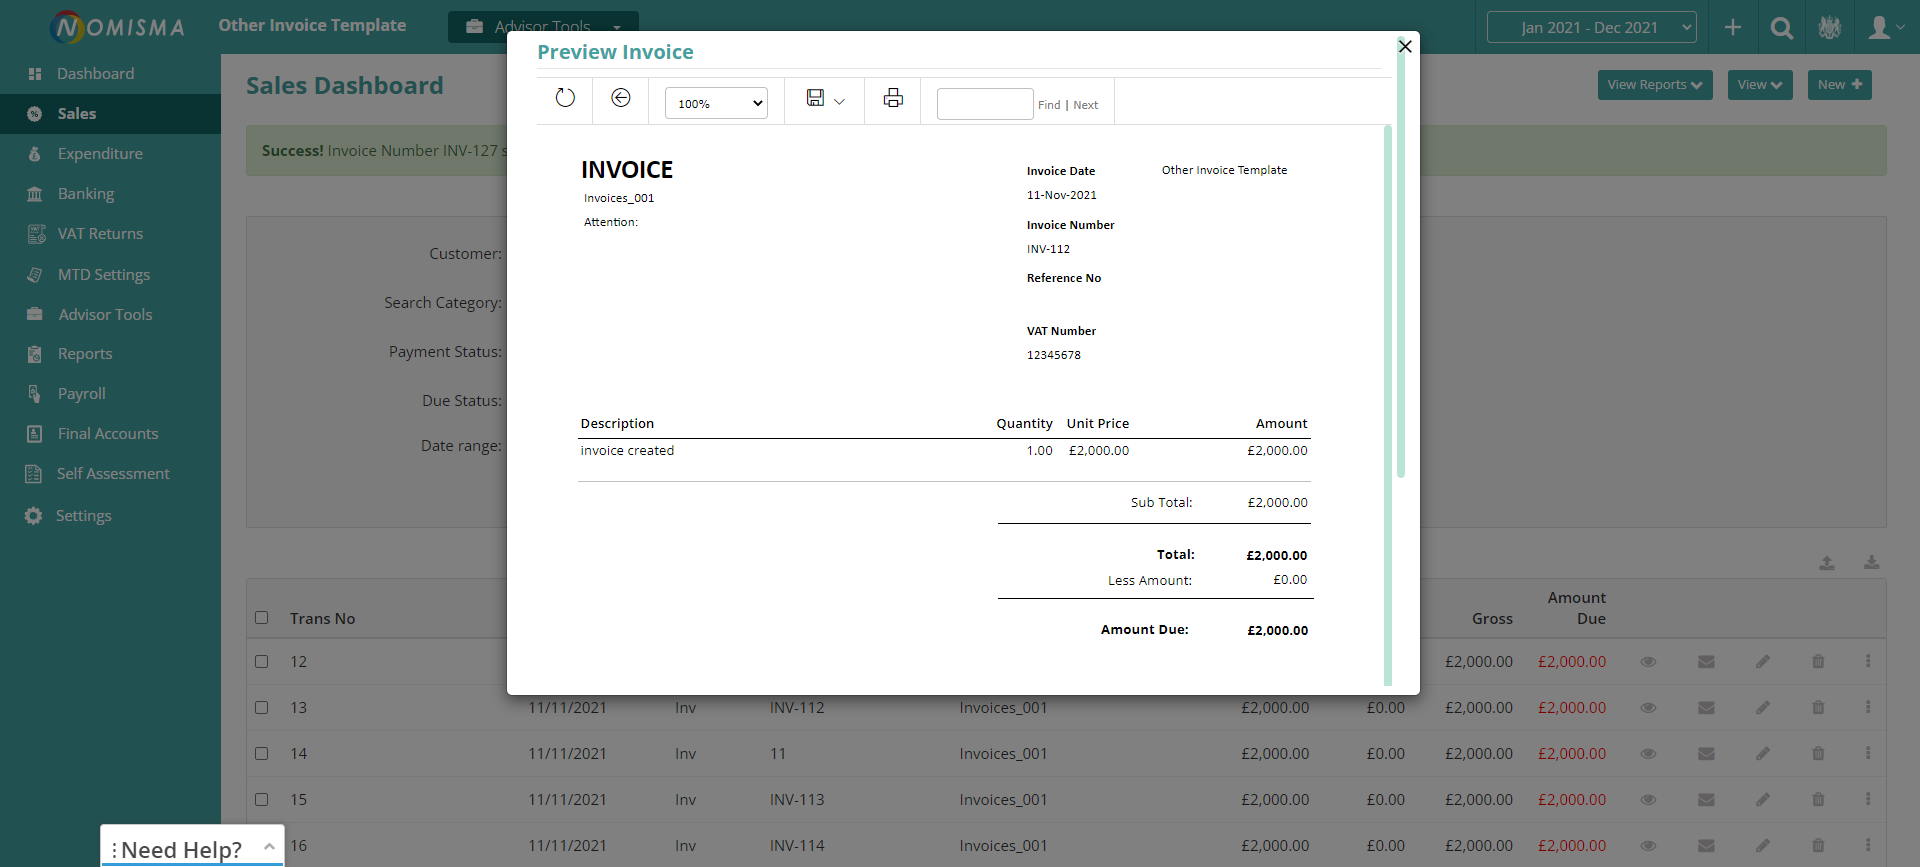 NOMISMA
Other Invoice Template
Advisor Tools
Jan 2021 - Dec 2021
Dashboard
Sales
Expenditure
Banking
VAT Returns
MTD Settings
Advisor Tools
Reports
Payroll
Final Accounts
Self Assessment
Settings
Need Help?
Sales Dashboard
View Reports
View
New
Success! Invoice Number INV-127 s
Customer:
Search Category:
Payment Status:
Due Status:
Date range:
Preview Invoice
100%
Find | Next
INVOICE
Invoices_001
Attention:
Invoice Date
11-Nov-2021
Invoice Number
INV-112
Reference No
VAT Number
12345678
Other Invoice Template
Description Quantity Unit Price Amount
invoice created 1.00 £2,000.00 £2,000.00
Sub Total: £2,000.00
Total: £2,000.00
Less Amount: £0.00
Amount Due: £2,000.00
Trans No Gross Amount Due
12 £2,000.00 £2,000.00
13 11/11/2021 Inv INV-112 Invoices_001 £2,000.00 £0.00 £2,000.00 £2,000.00
14 11/11/2021 Inv 11 Invoices_001 £2,000.00 £0.00 £2,000.00 £2,000.00
15 11/11/2021 Inv INV-113 Invoices_001 £2,000.00 £0.00 £2,000.00 £2,000.00
16 11/11/2021 Inv INV-114 Invoices_001 £2,000.00 £0.00 £2,000.00 £2,000.00